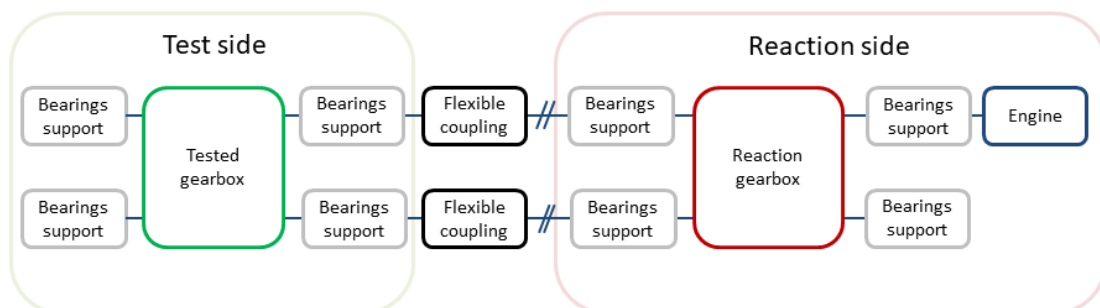 Test side
Reaction side
Bearings
support
Tested
gearbox
Bearings
support
Flexible
coupling
Bearings
support
Reaction
gearbox
Bearings
support
Engine
Bearings
support
Bearings
support
Flexible
coupling
Bearings
support
Bearings
support